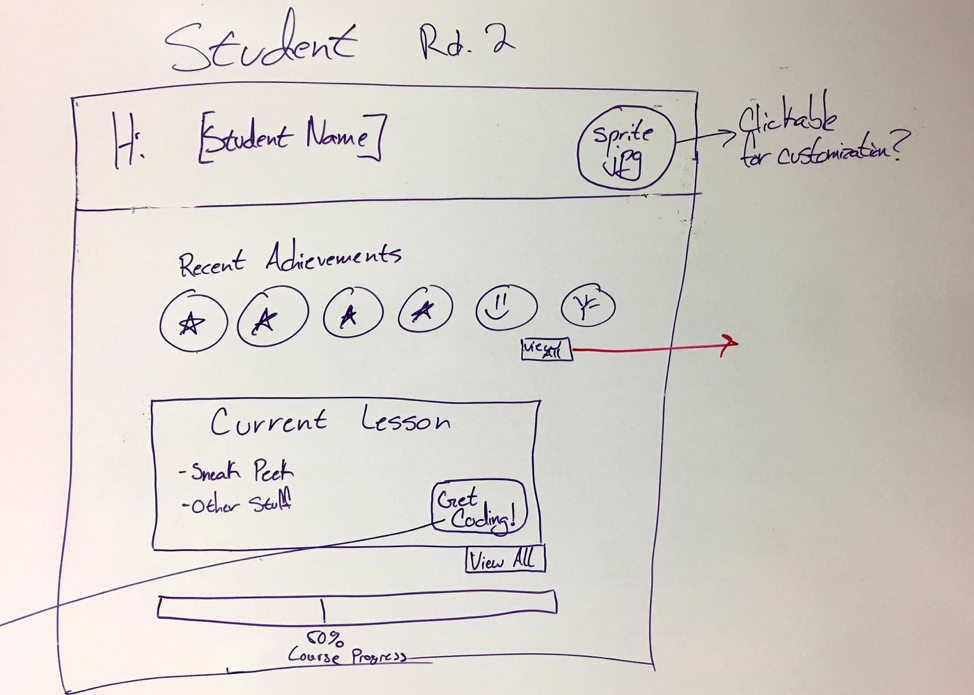 Student Rd. 2
Hi [Student Name]
sprite
jpg
Clickable
for customization?
Recent Achievements
View All
Current Lesson
- Sneak Peek
- Other Stuff
Get
Coding!
View All
50%
Course Progress